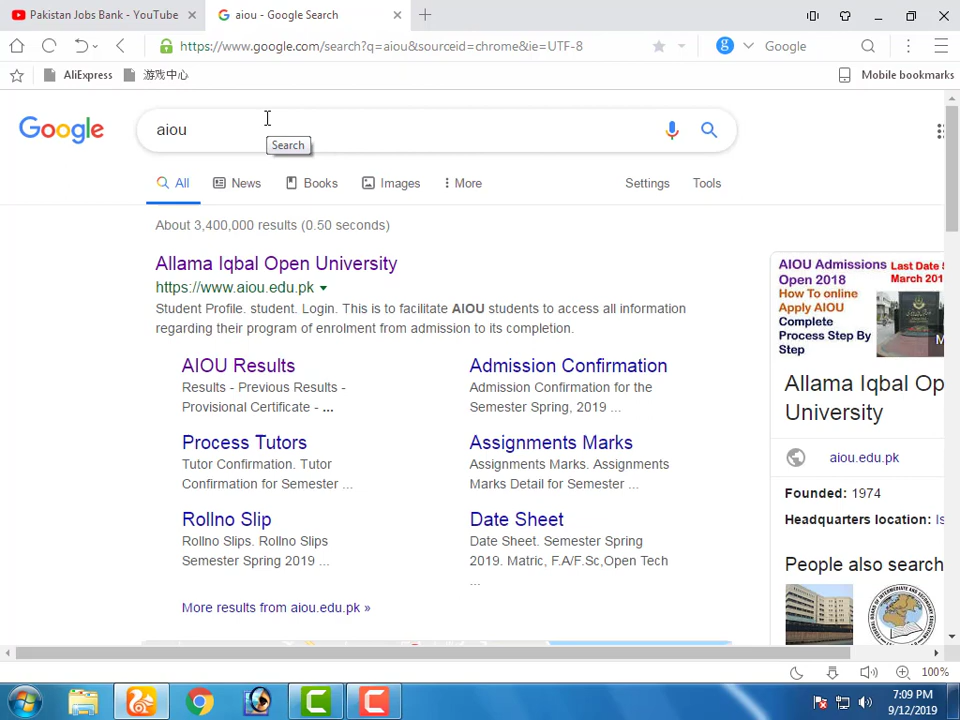 Pakistan Jobs Bank - YouTube
aiou - Google Search
https://www.google.com/search?q=aiou&sourceid=chrome&ie=UTF-8
Google
AliExpress
游戏中心
Mobile bookmarks
Google
aiou
Search
All
News
Books
Images
More
Settings
Tools
About 3,400,000 results (0.50 seconds)
Allama Iqbal Open University
https://www.aiou.edu.pk
Student Profile. student. Login. This is to facilitate AIOU students to access all information
regarding their program of enrolment from admission to its completion.
AIOU Results
Results - Previous Results -
Provisional Certificate - ...
Admission Confirmation
Admission Confirmation for the
Semester Spring, 2019 ...
Process Tutors
Tutor Confirmation. Tutor
Confirmation for Semester ...
Assignments Marks
Assignments Marks. Assignments
Marks Detail for Semester ...
Rollno Slip
Rollno Slips. Rollno Slips
Semester Spring 2019 ...
Date Sheet
Date Sheet. Semester Spring
2019. Matric, F.A/F.Sc,Open Tech
...
More results from aiou.edu.pk »
AIOU Admissions
Open 2018
Last Date
March 201
How To online
Apply AIOU
Complete
Process Step By
Step
M
Allama Iqbal Op
University
aiou.edu.pk
Founded: 1974
Headquarters location: Is
People also search
100%
7:09 PM
9/12/2019